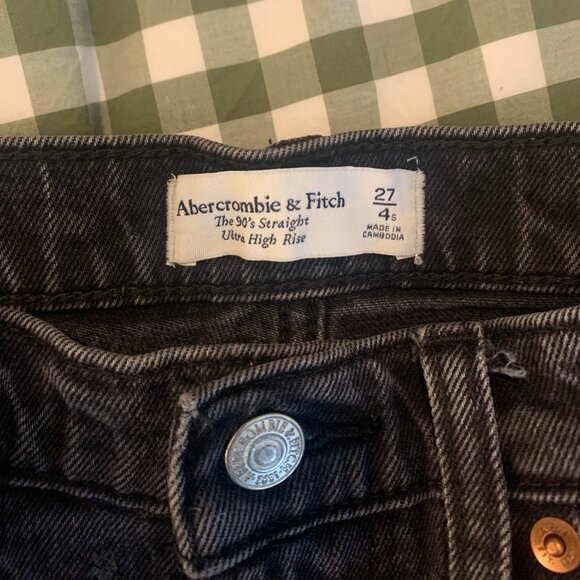 Abercrombie & Fitch
The 90's Straight
Ultra High Rise
27
4s
MADE IN
CAMBODIA